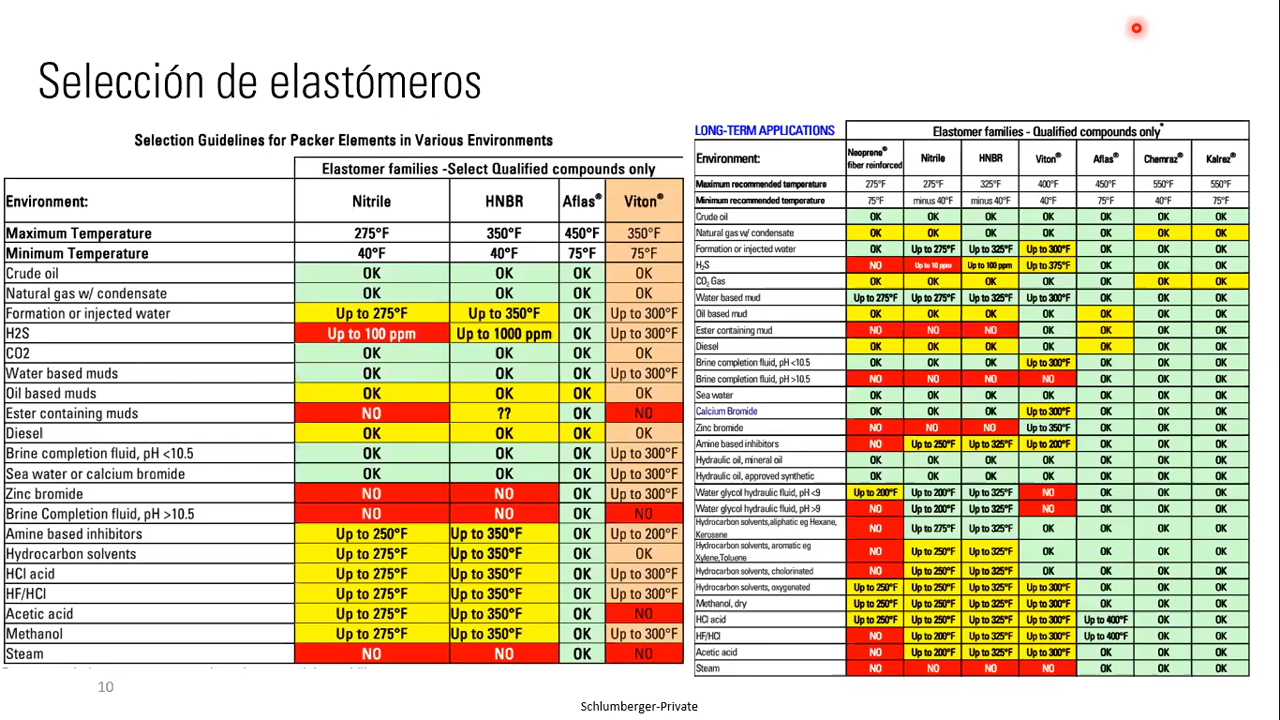 Selección de elastómeros
Selection Guidelines for Packer Elements in Various Environments
Elastomer families -Select Qualified compounds only
Environment: Nitrile HNBR Aflas® Viton®
Maximum Temperature 275°F 350°F 450°F 350°F
Minimum Temperature 40°F 40°F 75°F 75°F
Crude oil OK OK OK OK
Natural gas w/ condensate OK OK OK OK
Formation or injected water Up to 275°F Up to 350°F OK Up to 300°F
H2S Up to 100 ppm Up to 1000 ppm OK Up to 300°F
CO2 OK OK OK OK
Water based muds OK OK OK Up to 300°F
Oil based muds OK OK OK OK
Ester containing muds NO ?? OK NO
Diesel OK OK OK OK
Brine completion fluid, pH <10.5 OK OK OK Up to 300°F
Sea water or calcium bromide OK OK OK Up to 300°F
Zinc bromide NO NO OK Up to 300°F
Brine Completion fluid, pH >10.5 NO NO OK NO
Amine based inhibitors Up to 250°F Up to 350°F OK Up to 200°F
Hydrocarbon solvents Up to 275°F Up to 350°F OK OK
HCl acid Up to 275°F Up to 350°F OK Up to 300°F
HF/HCl Up to 275°F Up to 350°F OK Up to 300°F
Acetic acid Up to 275°F Up to 350°F OK NO
Methanol Up to 275°F Up to 350°F OK Up to 300°F
Steam NO NO OK NO
LONG-TERM APPLICATIONS Elastomer families - Qualified compounds only*
Environment: Neoprene® fiber reinforced Nitrile HNBR Viton® Aflas® Chemraz® Kalrez®
Maximum recommended temperature 275°F 275°F 325°F 400°F 450°F 550°F 550°F
Minimum recommended temperature 75°F minus 40°F minus 40°F 40°F 75°F 40°F 75°F
Crude oil OK OK OK OK OK OK OK
Natural gas w/ condensate OK OK OK OK OK OK OK
Formation or injected water OK Up to 275°F Up to 325°F Up to 300°F OK OK OK
H2S NO Up to 10 ppm Up to 100 ppm Up to 375°F OK OK OK
CO2 Gas OK OK OK OK OK OK OK
Water based mud Up to 275°F Up to 275°F Up to 325°F Up to 300°F OK OK OK
Oil based mud OK OK OK OK OK OK OK
Ester containing mud NO NO NO OK OK OK OK
Diesel OK OK OK OK OK OK OK
Brine completion fluid, pH <10.5 OK OK OK Up to 300°F OK OK OK
Brine completion fluid, pH >10.5 NO NO NO NO OK OK OK
Sea water OK OK OK OK OK OK OK
Calcium Bromide OK OK OK Up to 300°F OK OK OK
Zinc bromide NO NO NO Up to 350°F OK OK OK
Amine based inhibitors NO Up to 250°F Up to 325°F Up to 200°F OK OK OK
Hydraulic oil, mineral oil OK OK OK OK OK OK OK
Hydraulic oil, approved synthetic OK OK OK OK OK OK OK
Water glycol hydraulic fluid, pH <9 Up to 200°F Up to 200°F Up to 325°F NO OK OK OK
Water glycol hydraulic fluid, pH >9 NO Up to 200°F Up to 325°F NO OK OK OK
Hydrocarbon solvents,aliphatic eg Hexane, Kerosene NO Up to 275°F Up to 325°F OK OK OK OK
Hydrocarbon solvents, aromatic eg Xylene,Toluene NO Up to 250°F Up to 325°F OK OK OK OK
Hydrocarbon solvents, cholorinated NO Up to 250°F Up to 325°F OK OK OK OK
Hydrocarbon solvents, oxygenated Up to 250°F Up to 250°F Up to 325°F Up to 300°F OK OK OK
Methanol, dry Up to 250°F Up to 250°F Up to 325°F Up to 300°F OK OK OK
HCl acid Up to 250°F Up to 250°F Up to 325°F Up to 300°F Up to 400°F OK OK
HF/HCl NO Up to 200°F Up to 325°F Up to 300°F Up to 400°F OK OK
Acetic acid NO Up to 200°F Up to 325°F Up to 300°F OK OK OK
Steam NO NO NO NO OK OK OK
10
Schlumberger-Private